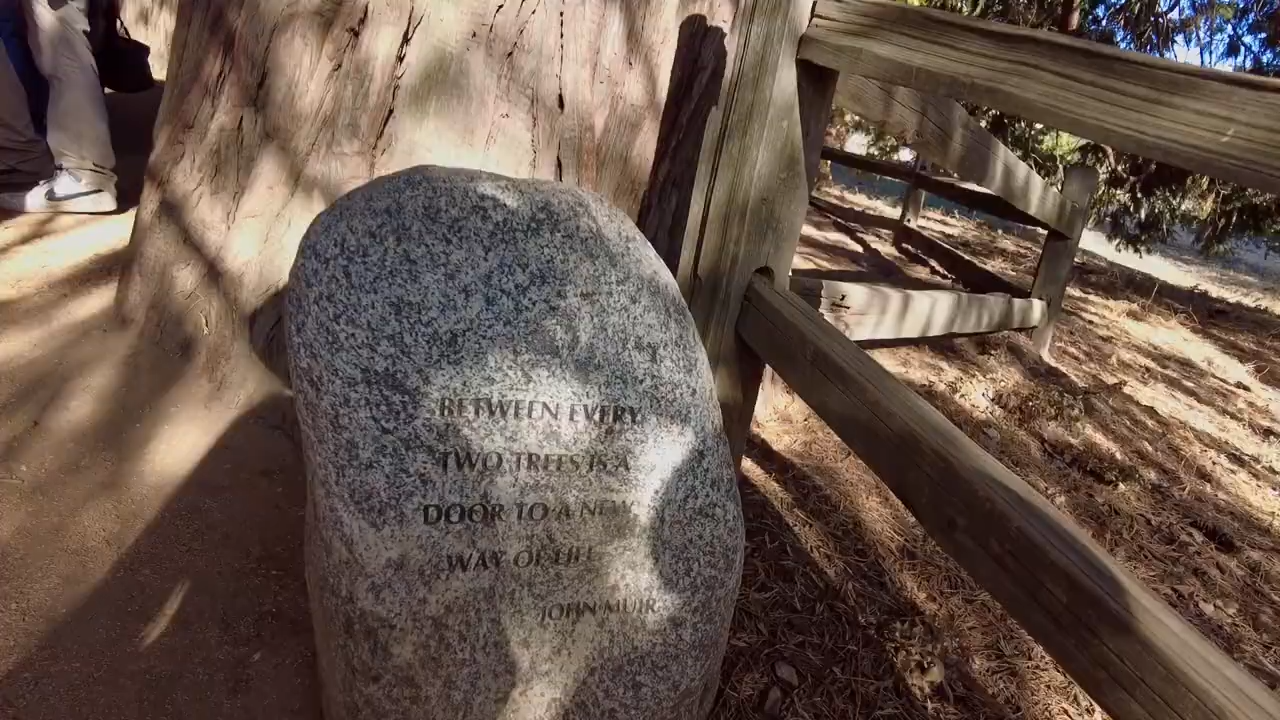 BETWEEN EVERY
TWO TREES IS A
DOOR TO A NEW
WAY OF LIFE
JOHN MUIR